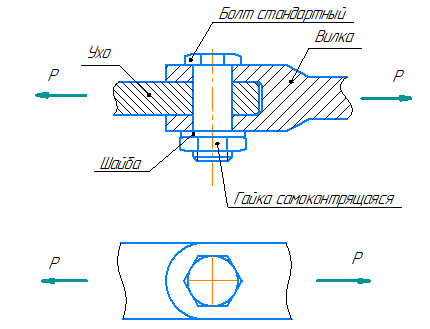 Болт стандартный
Вилка
Ухо
P
P
Шайба
Гайка самоконтрящаяся
P
P